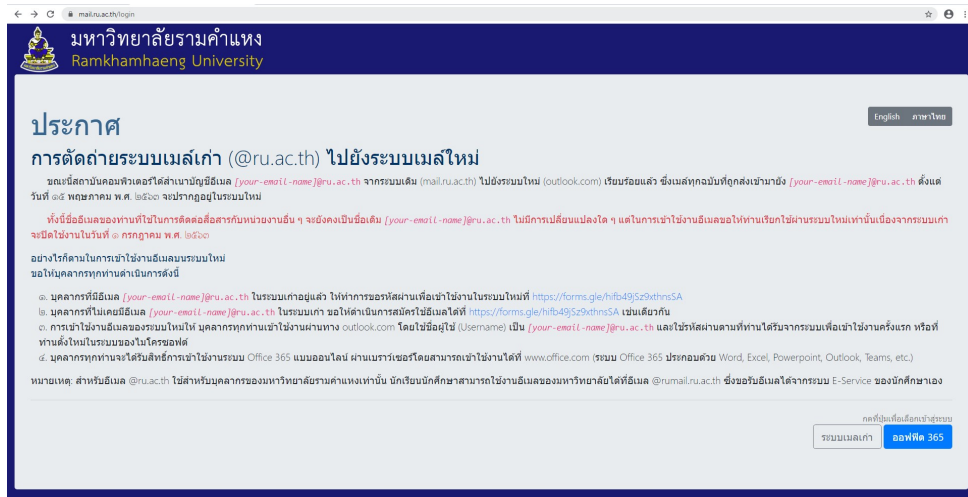 mail.ru.ac.th/login
มหาวิทยาลัยรามคำแหง
Ramkhamhaeng University
English ภาษาไทย
ประกาศ
การตัดถ่ายระบบเมล์เก่า (@ru.ac.th) ไปยังระบบเมล์ใหม่
ขณะนี้สถาบันคอมพิวเตอร์ได้สำเนาบัญชีอีเมล [your-email-name]@ru.ac.th จากระบบเดิม (mail.ru.ac.th) ไปยังระบบใหม่ (outlook.com) เรียบร้อยแล้ว ซึ่งเมล์ทุกฉบับที่ถูกส่งเข้ามายัง [your-email-name]@ru.ac.th ตั้งแต่
วันที่ ๑๕ พฤษภาคม พ.ศ. ๒๕๖๓ จะปรากฏอยู่ในระบบใหม่
ทั้งนี้ชื่ออีเมลของท่านที่ใช้ในการติดต่อสื่อสารกับหน่วยงานอื่น ๆ จะยังคงเป็นชื่อเดิม [your-email-name]@ru.ac.th ไม่มีการเปลี่ยนแปลงใด ๆ แต่ในการเข้าใช้งานอีเมลขอให้ท่านเรียกใช้ผ่านระบบใหม่เท่านั้นเนื่องจากระบบเก่า
จะปิดใช้งานในวันที่ ๑ กรกฎาคม พ.ศ. ๒๕๖๓
อย่างไรก็ตามในการเข้าใช้งานอีเมลบนระบบใหม่
ขอให้บุคลากรทุกท่านดำเนินการดังนี้
๑. บุคลากรที่มีอีเมล [your-email-name]@ru.ac.th ในระบบเก่าอยู่แล้ว ให้ทำการขอรหัสผ่านเพื่อเข้าใช้งานในระบบใหม่ที่ https://forms.gle/hifb49jSz9xthnsSA
๒. บุคลากรที่ไม่เคยมีอีเมล [your-email-name]@ru.ac.th ในระบบเก่า ขอให้ดำเนินการสมัครใช้อีเมลได้ที่ https://forms.gle/hifb49jSz9xthnsSA เช่นเดียวกัน
๓. การเข้าใช้งานอีเมลของระบบใหม่ให้ บุคลากรทุกท่านเข้าใช้งานผ่านทาง outlook.com โดยใช้ชื่อผู้ใช้ (Username) เป็น [your-email-name]@ru.ac.th และใช้รหัสผ่านตามที่ท่านได้รับจากระบบเพื่อเข้าใช้งานครั้งแรก หรือที่
ท่านตั้งใหม่ในระบบของไมโครซอฟต์
๔. บุคลากรทุกท่านจะได้รับสิทธิ์การเข้าใช้งานระบบ Office 365 แบบออนไลน์ ผ่านเบราว์เซอร์โดยสามารถเข้าใช้งานได้ที่ www.office.com (ระบบ Office 365 ประกอบด้วย Word, Excel, Powerpoint, Outlook, Teams, etc.)
หมายเหตุ: สำหรับอีเมล @ru.ac.th ใช้สำหรับบุคลากรของมหาวิทยาลัยรามคำแหงเท่านั้น นักเรียนนักศึกษาสามารถใช้งานอีเมลของมหาวิทยาลัยได้ที่อีเมล @rumail.ru.ac.th ซึ่งขอรับอีเมลได้จากระบบ E-Service ของนักศึกษาเอง
กดที่ปุ่มเพื่อเลือกเข้าสู่ระบบ
ระบบเมลเก่า ออฟฟิต 365